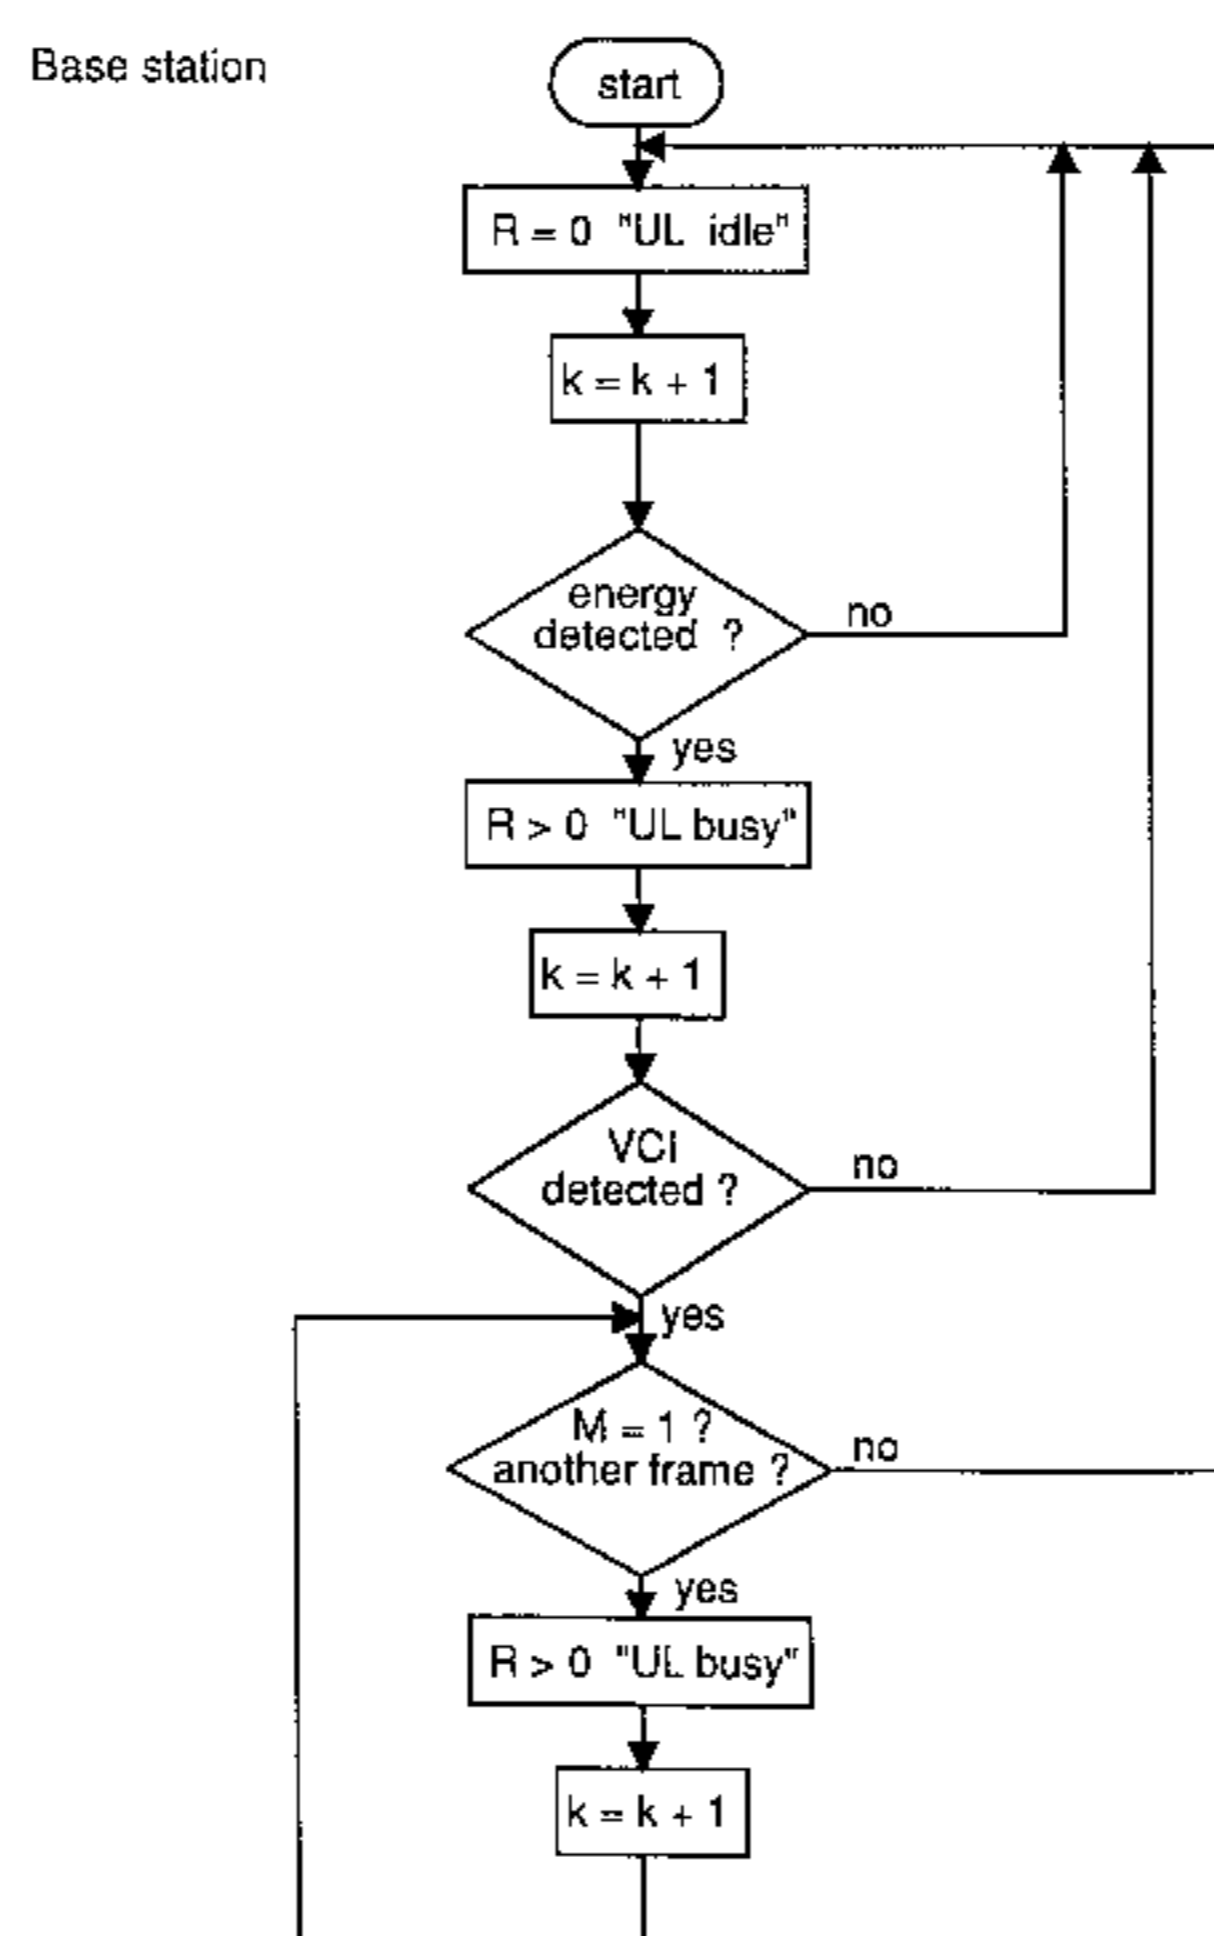 Base station
start
R = 0 "UL idle"
k = k + 1
energy
detected ?
no
yes
R > 0 "UL busy"
k = k + 1
VCI
detected ?
no
yes
M = 1 ?
another frame ?
no
yes
R > 0 "UL busy"
k = k + 1